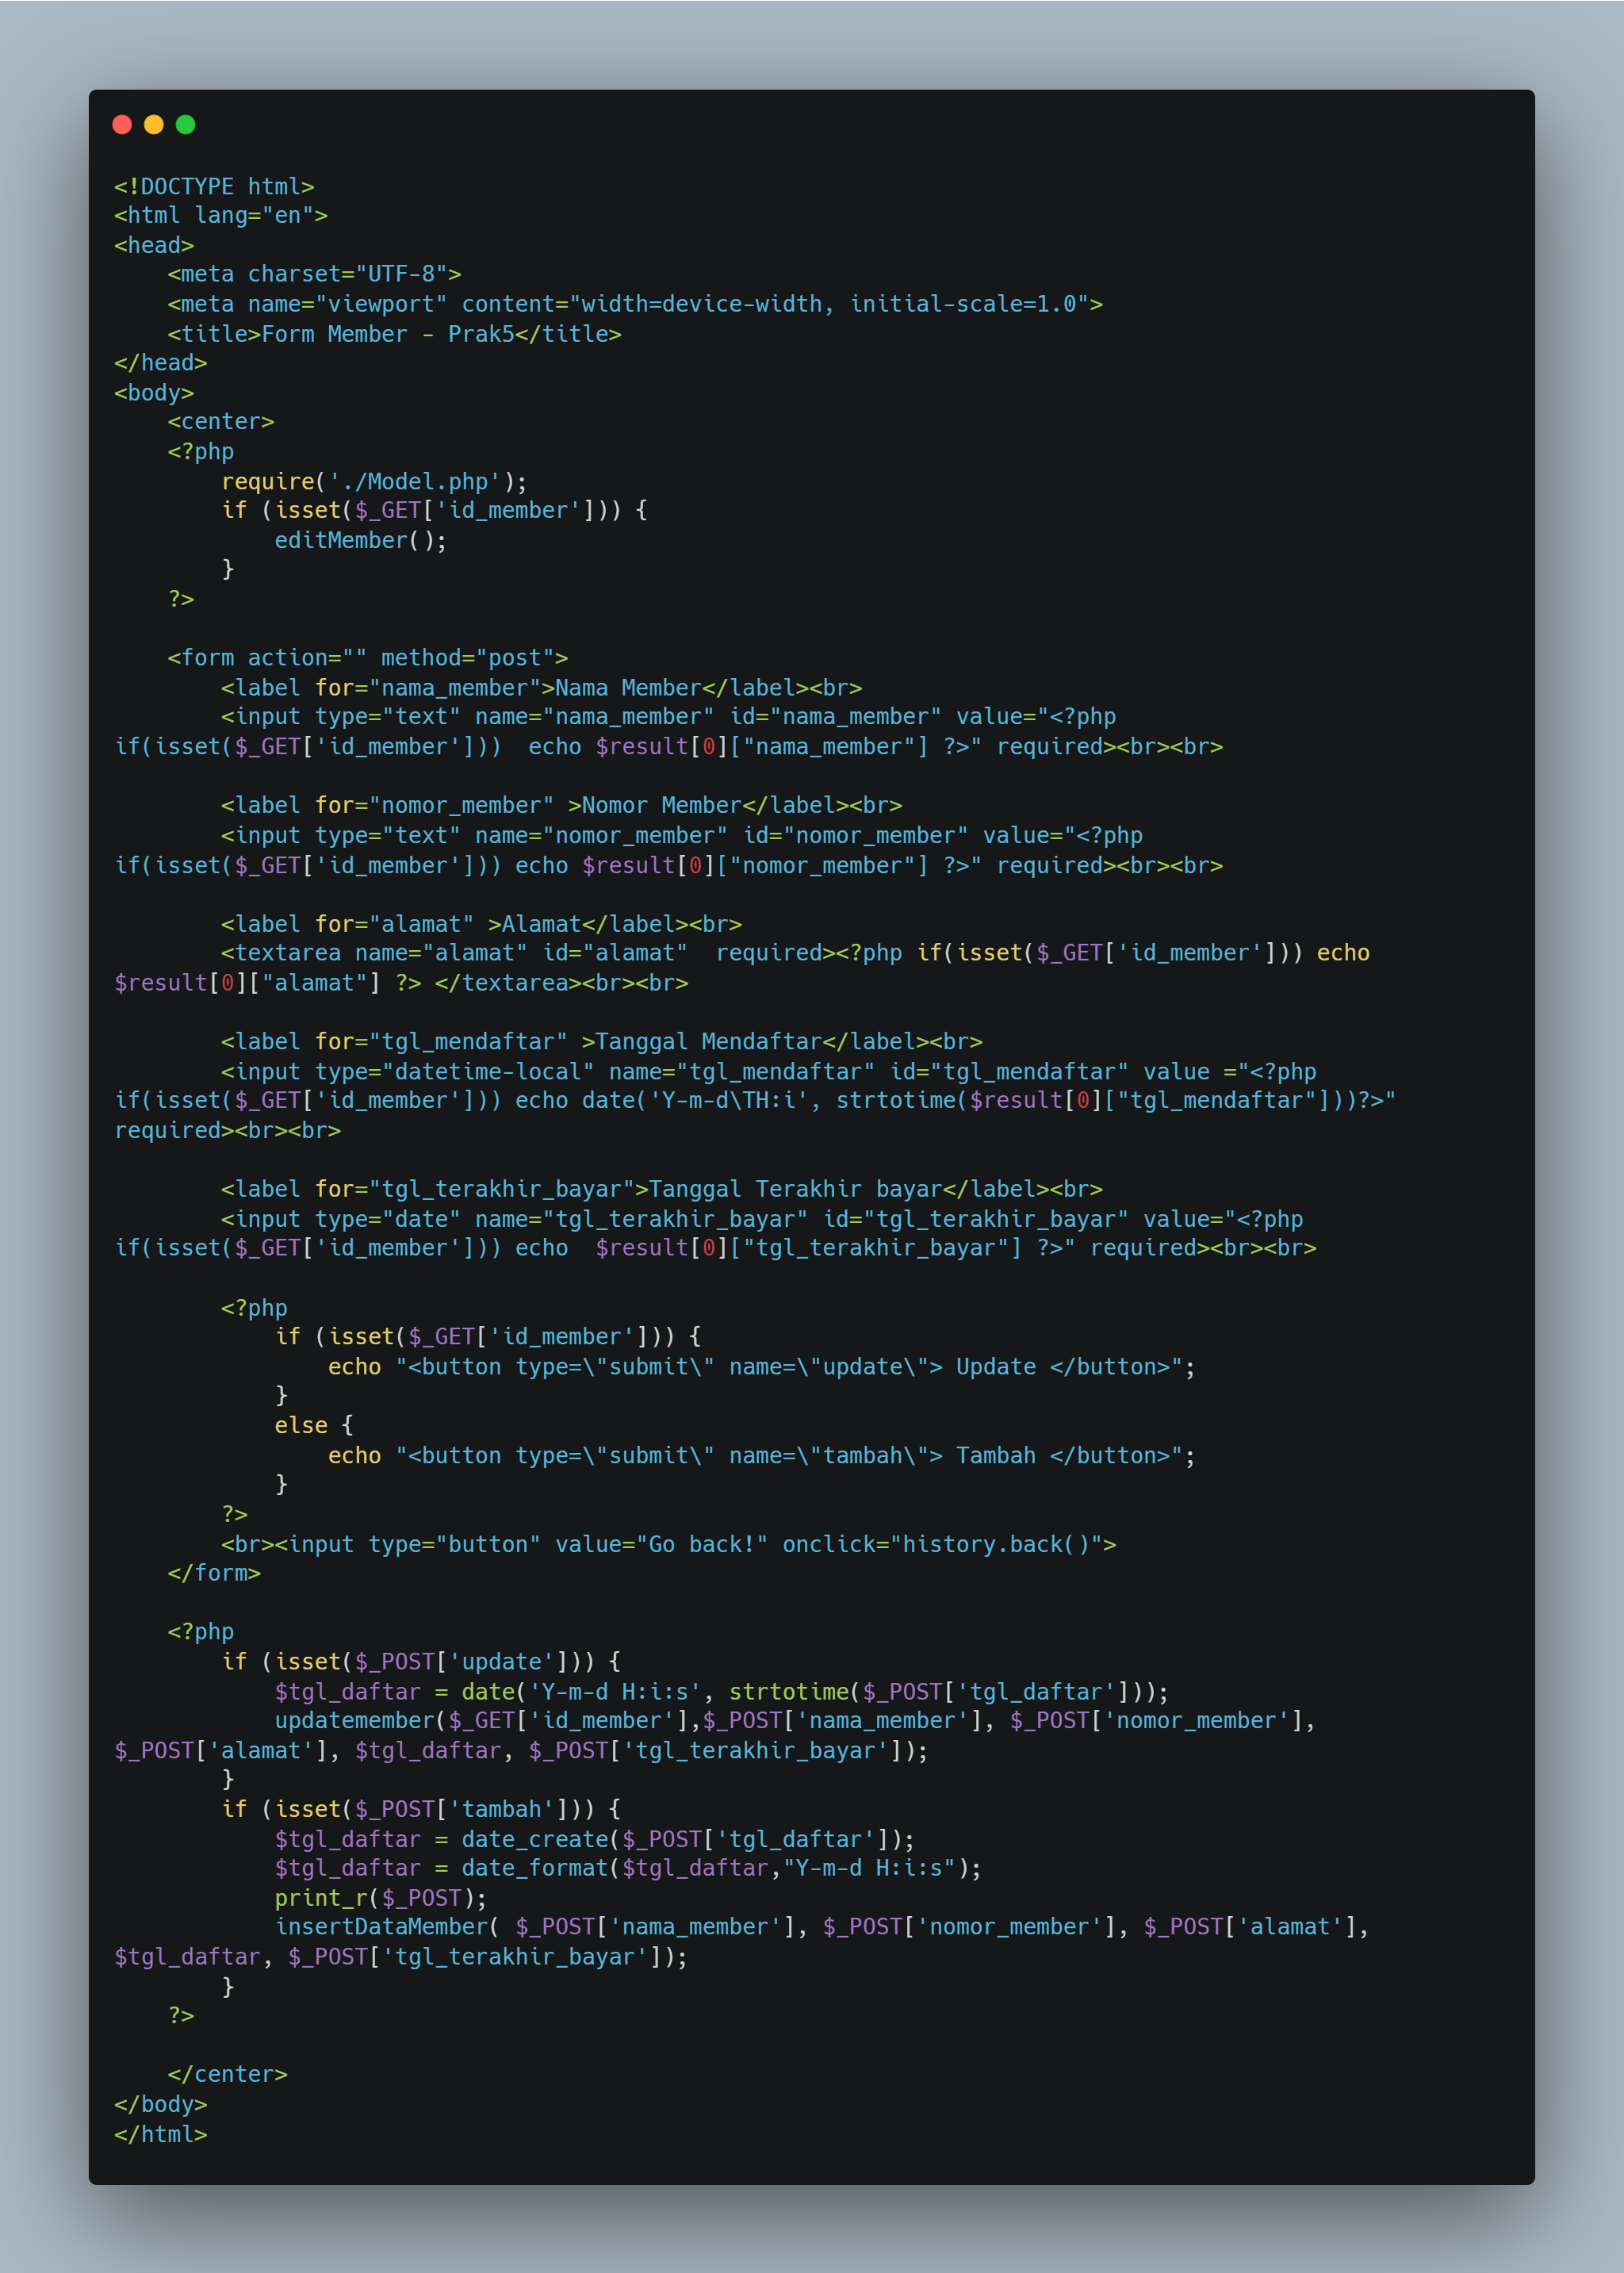 <!DOCTYPE html>
<html lang="en">
<head>
    <meta charset="UTF-8">
    <meta name="viewport" content="width=device-width, initial-scale=1.0">
    <title>Form Member - Prak5</title>
</head>
<body>
    <center>
    <?php
        require('./Model.php');
        if (isset($_GET['id_member'])) {
            editMember();
        }
    ?>

    <form action="" method="post">
        <label for="nama_member">Nama Member</label><br>
        <input type="text" name="nama_member" id="nama_member" value="<?php
if(isset($_GET['id_member']))  echo $result[0]["nama_member"] ?>" required><br><br>

        <label for="nomor_member" >Nomor Member</label><br>
        <input type="text" name="nomor_member" id="nomor_member" value="<?php
if(isset($_GET['id_member'])) echo $result[0]["nomor_member"] ?>" required><br><br>

        <label for="alamat" >Alamat</label><br>
        <textarea name="alamat" id="alamat"  required><?php if(isset($_GET['id_member'])) echo
$result[0]["alamat"] ?> </textarea><br><br>

        <label for="tgl_mendaftar" >Tanggal Mendaftar</label><br>
        <input type="datetime-local" name="tgl_mendaftar" id="tgl_mendaftar" value ="<?php
if(isset($_GET['id_member'])) echo date('Y-m-d\TH:i', strtotime($result[0]["tgl_mendaftar"]))?>"
required><br><br>

        <label for="tgl_terakhir_bayar">Tanggal Terakhir bayar</label><br>
        <input type="date" name="tgl_terakhir_bayar" id="tgl_terakhir_bayar" value="<?php
if(isset($_GET['id_member'])) echo  $result[0]["tgl_terakhir_bayar"] ?>" required><br><br>

        <?php
            if (isset($_GET['id_member'])) {
                echo "<button type=\"submit\" name=\"update\"> Update </button>";
            }
            else {
                echo "<button type=\"submit\" name=\"tambah\"> Tambah </button>";
            }
        ?>
        <br><input type="button" value="Go back!" onclick="history.back()">
    </form>

    <?php
        if (isset($_POST['update'])) {
            $tgl_daftar = date('Y-m-d H:i:s', strtotime($_POST['tgl_daftar']));
            updatemember($_GET['id_member'],$_POST['nama_member'], $_POST['nomor_member'],
$_POST['alamat'], $tgl_daftar, $_POST['tgl_terakhir_bayar']);
        }
        if (isset($_POST['tambah'])) {
            $tgl_daftar = date_create($_POST['tgl_daftar']);
            $tgl_daftar = date_format($tgl_daftar,"Y-m-d H:i:s");
            print_r($_POST);
            insertDataMember( $_POST['nama_member'], $_POST['nomor_member'], $_POST['alamat'],
$tgl_daftar, $_POST['tgl_terakhir_bayar']);
        }
    ?>

    </center>
</body>
</html>